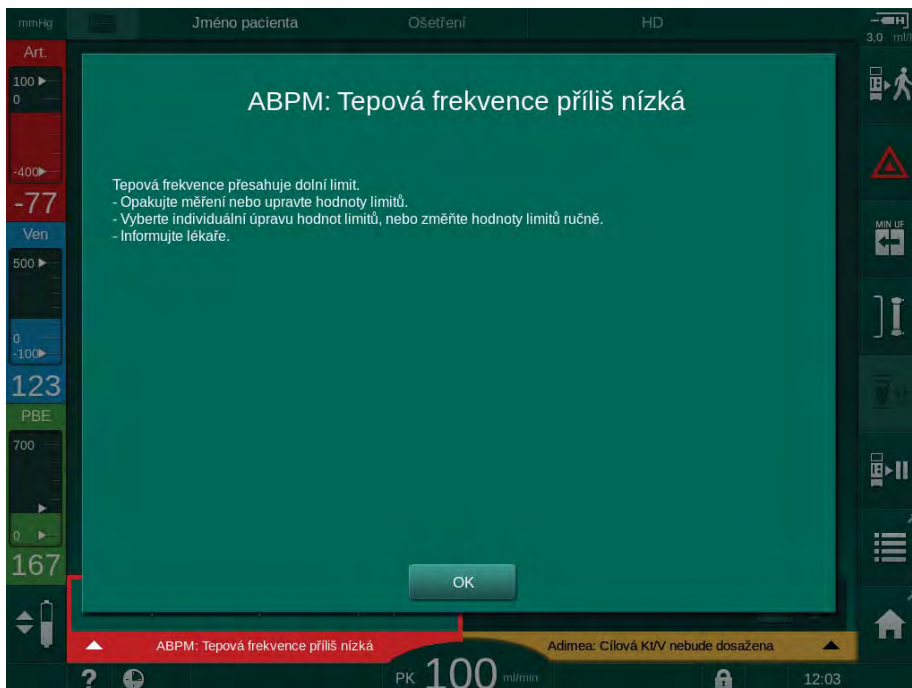 mmHg
Jméno pacienta
Ošetření
HD
3,0 ml/h
Art.
100
0
-400
-77
Ven
500
0
-100
123
PBE
700
0
167
ABPM: Tepová frekvence příliš nízká
Tepová frekvence přesahuje dolní limit.
- Opakujte měření nebo upravte hodnoty limitů.
- Vyberte individuální úpravu hodnot limitů, nebo změňte hodnoty limitů ručně.
- Informujte lékaře.
OK
MIN UF
ABPM: Tepová frekvence příliš nízká
Adimea: Cílová Kt/V nebude dosažena
?
PK 100 ml/min
12:03